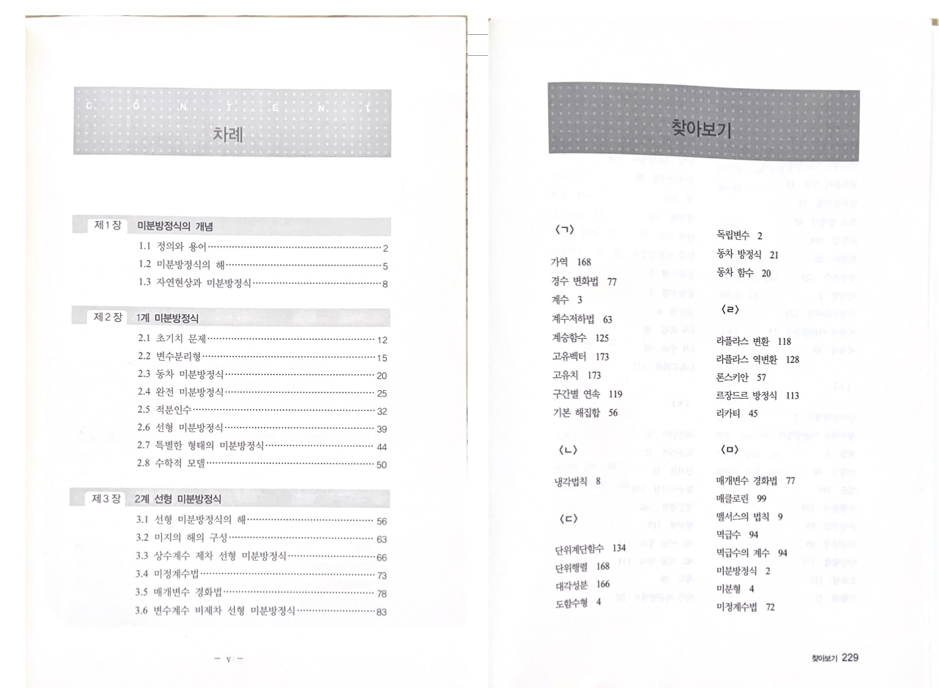 CONTENT
차례
제1장 미분방정식의 개념
1.1 정의와 용어 2
1.2 미분방정식의 해 5
1.3 자연현상과 미분방정식 8
제2장 1계 미분방정식
2.1 초기치 문제 12
2.2 변수분리형 15
2.3 동차 미분방정식 20
2.4 완전 미분방정식 25
2.5 적분인수 32
2.6 선형 미분방정식 39
2.7 특별한 형태의 미분방정식 44
2.8 수학적 모델 50
제3장 2계 선형 미분방정식
3.1 선형 미분방정식의 해 56
3.2 미지의 해의 구성 63
3.3 상수계수 제차 선형 미분방정식 66
3.4 미정계수법 73
3.5 매개변수 경화법 78
3.6 변수계수 비제차 선형 미분방정식 83
- v -
찾아보기
<ㄱ>
가역 168
경수 변화법 77
계수 3
계수저하법 63
계승함수 125
고유벡터 173
고유치 173
구간별 연속 119
기본 해집합 56
<ㄴ>
냉각법칙 8
<ㄷ>
단위계단함수 134
단위행렬 168
대각성분 166
도함수형 4
독립변수 2
동차 방정식 21
동차 함수 20
<ㄹ>
라플라스 변환 118
라플라스 역변환 128
론스키안 57
르장드르 방정식 113
리카티 45
<ㅁ>
매개변수 경화법 77
매클로린 99
맬서스의 법칙 9
멱급수 94
멱급수의 계수 94
미분방정식 2
미분형 4
미정계수법 72
찾아보기 229